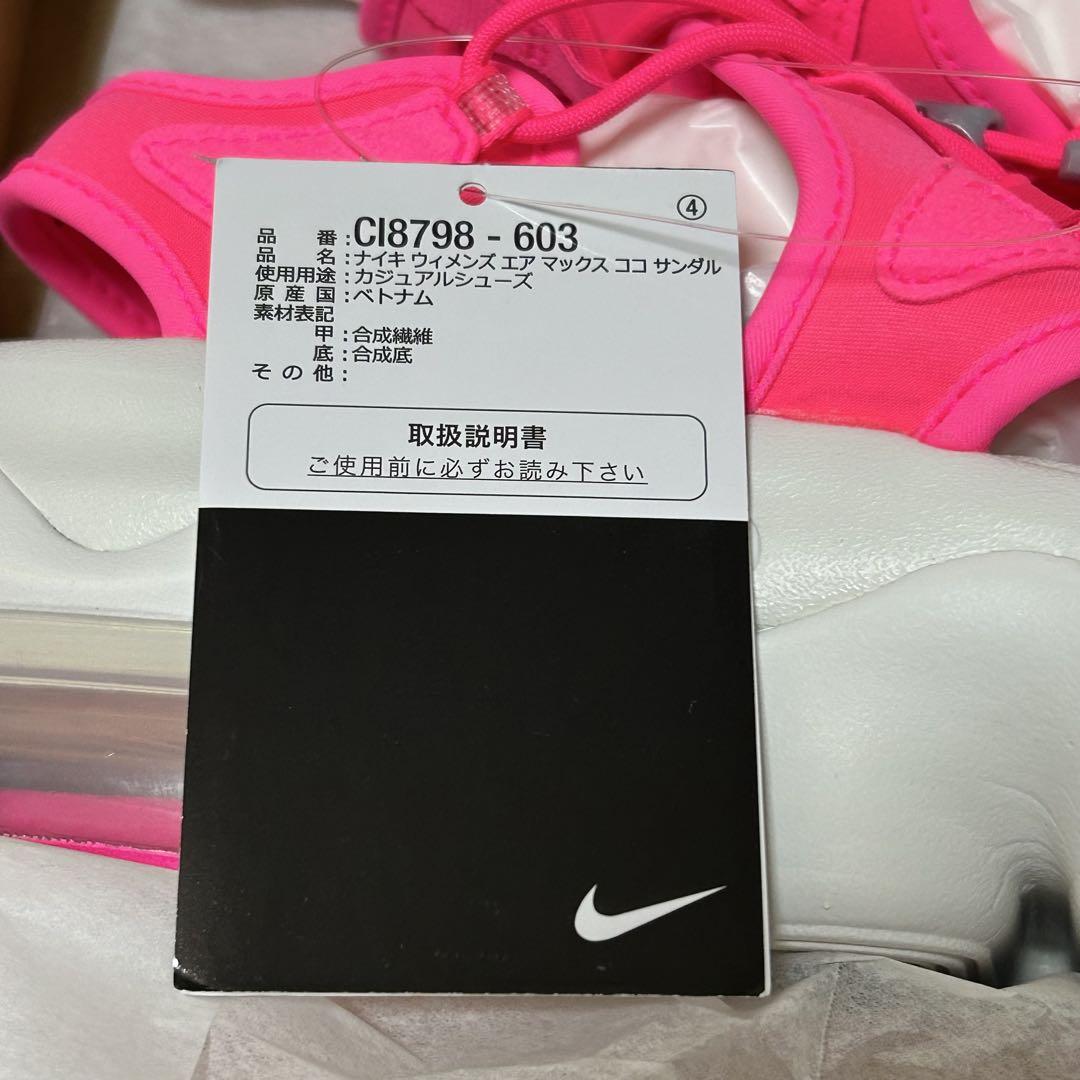 ④
品番:CI8798 - 603
品名:ナイキ ウィメンズ エア マックス ココ サンダル
使用用途:カジュアルシューズ
原産国:ベトナム
素材表記
甲:合成繊維
底:合成底
その他:
取扱説明書
ご使用前に必ずお読み下さい